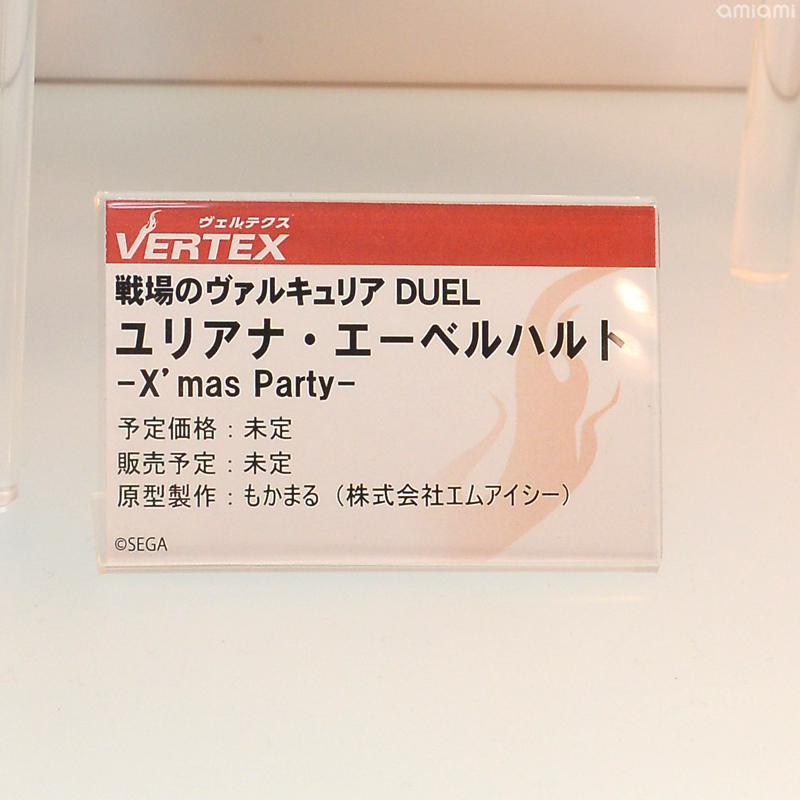 amiami
ヴェルテクス
VERTEX
戦場のヴァルキュリア DUEL
ユリアナ・エーベルハルト
-X'mas Party-
予定価格：未定
販売予定：未定
原型製作：もかまる（株式会社エムアイシー）
©SEGA